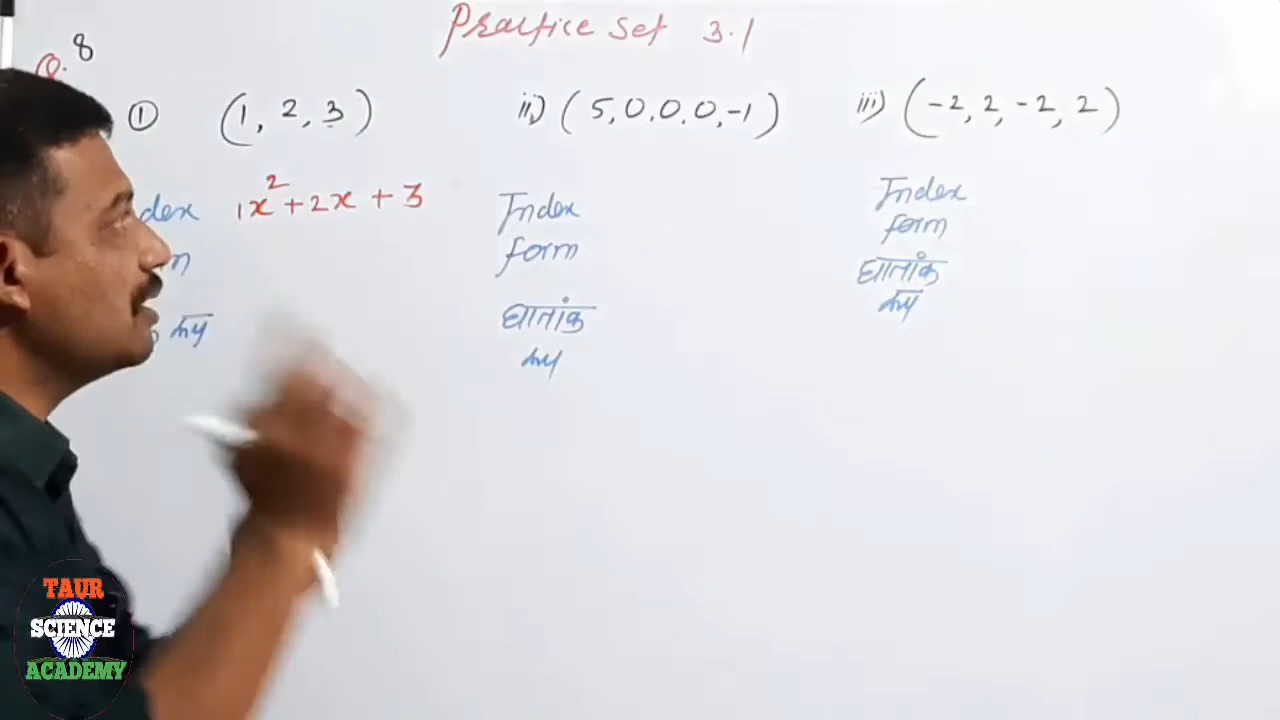 Practice Set 3.1
Q. 8
① (1, 2, 3)
ii) (5, 0, 0, 0, -1)
iii) (-2, 2, -2, 2)
dex 1x² + 2x + 3
Index
form
घातांक
रूप
Index
form
घातांक
रूप
रूप
TAUR
SCIENCE
ACADEMY